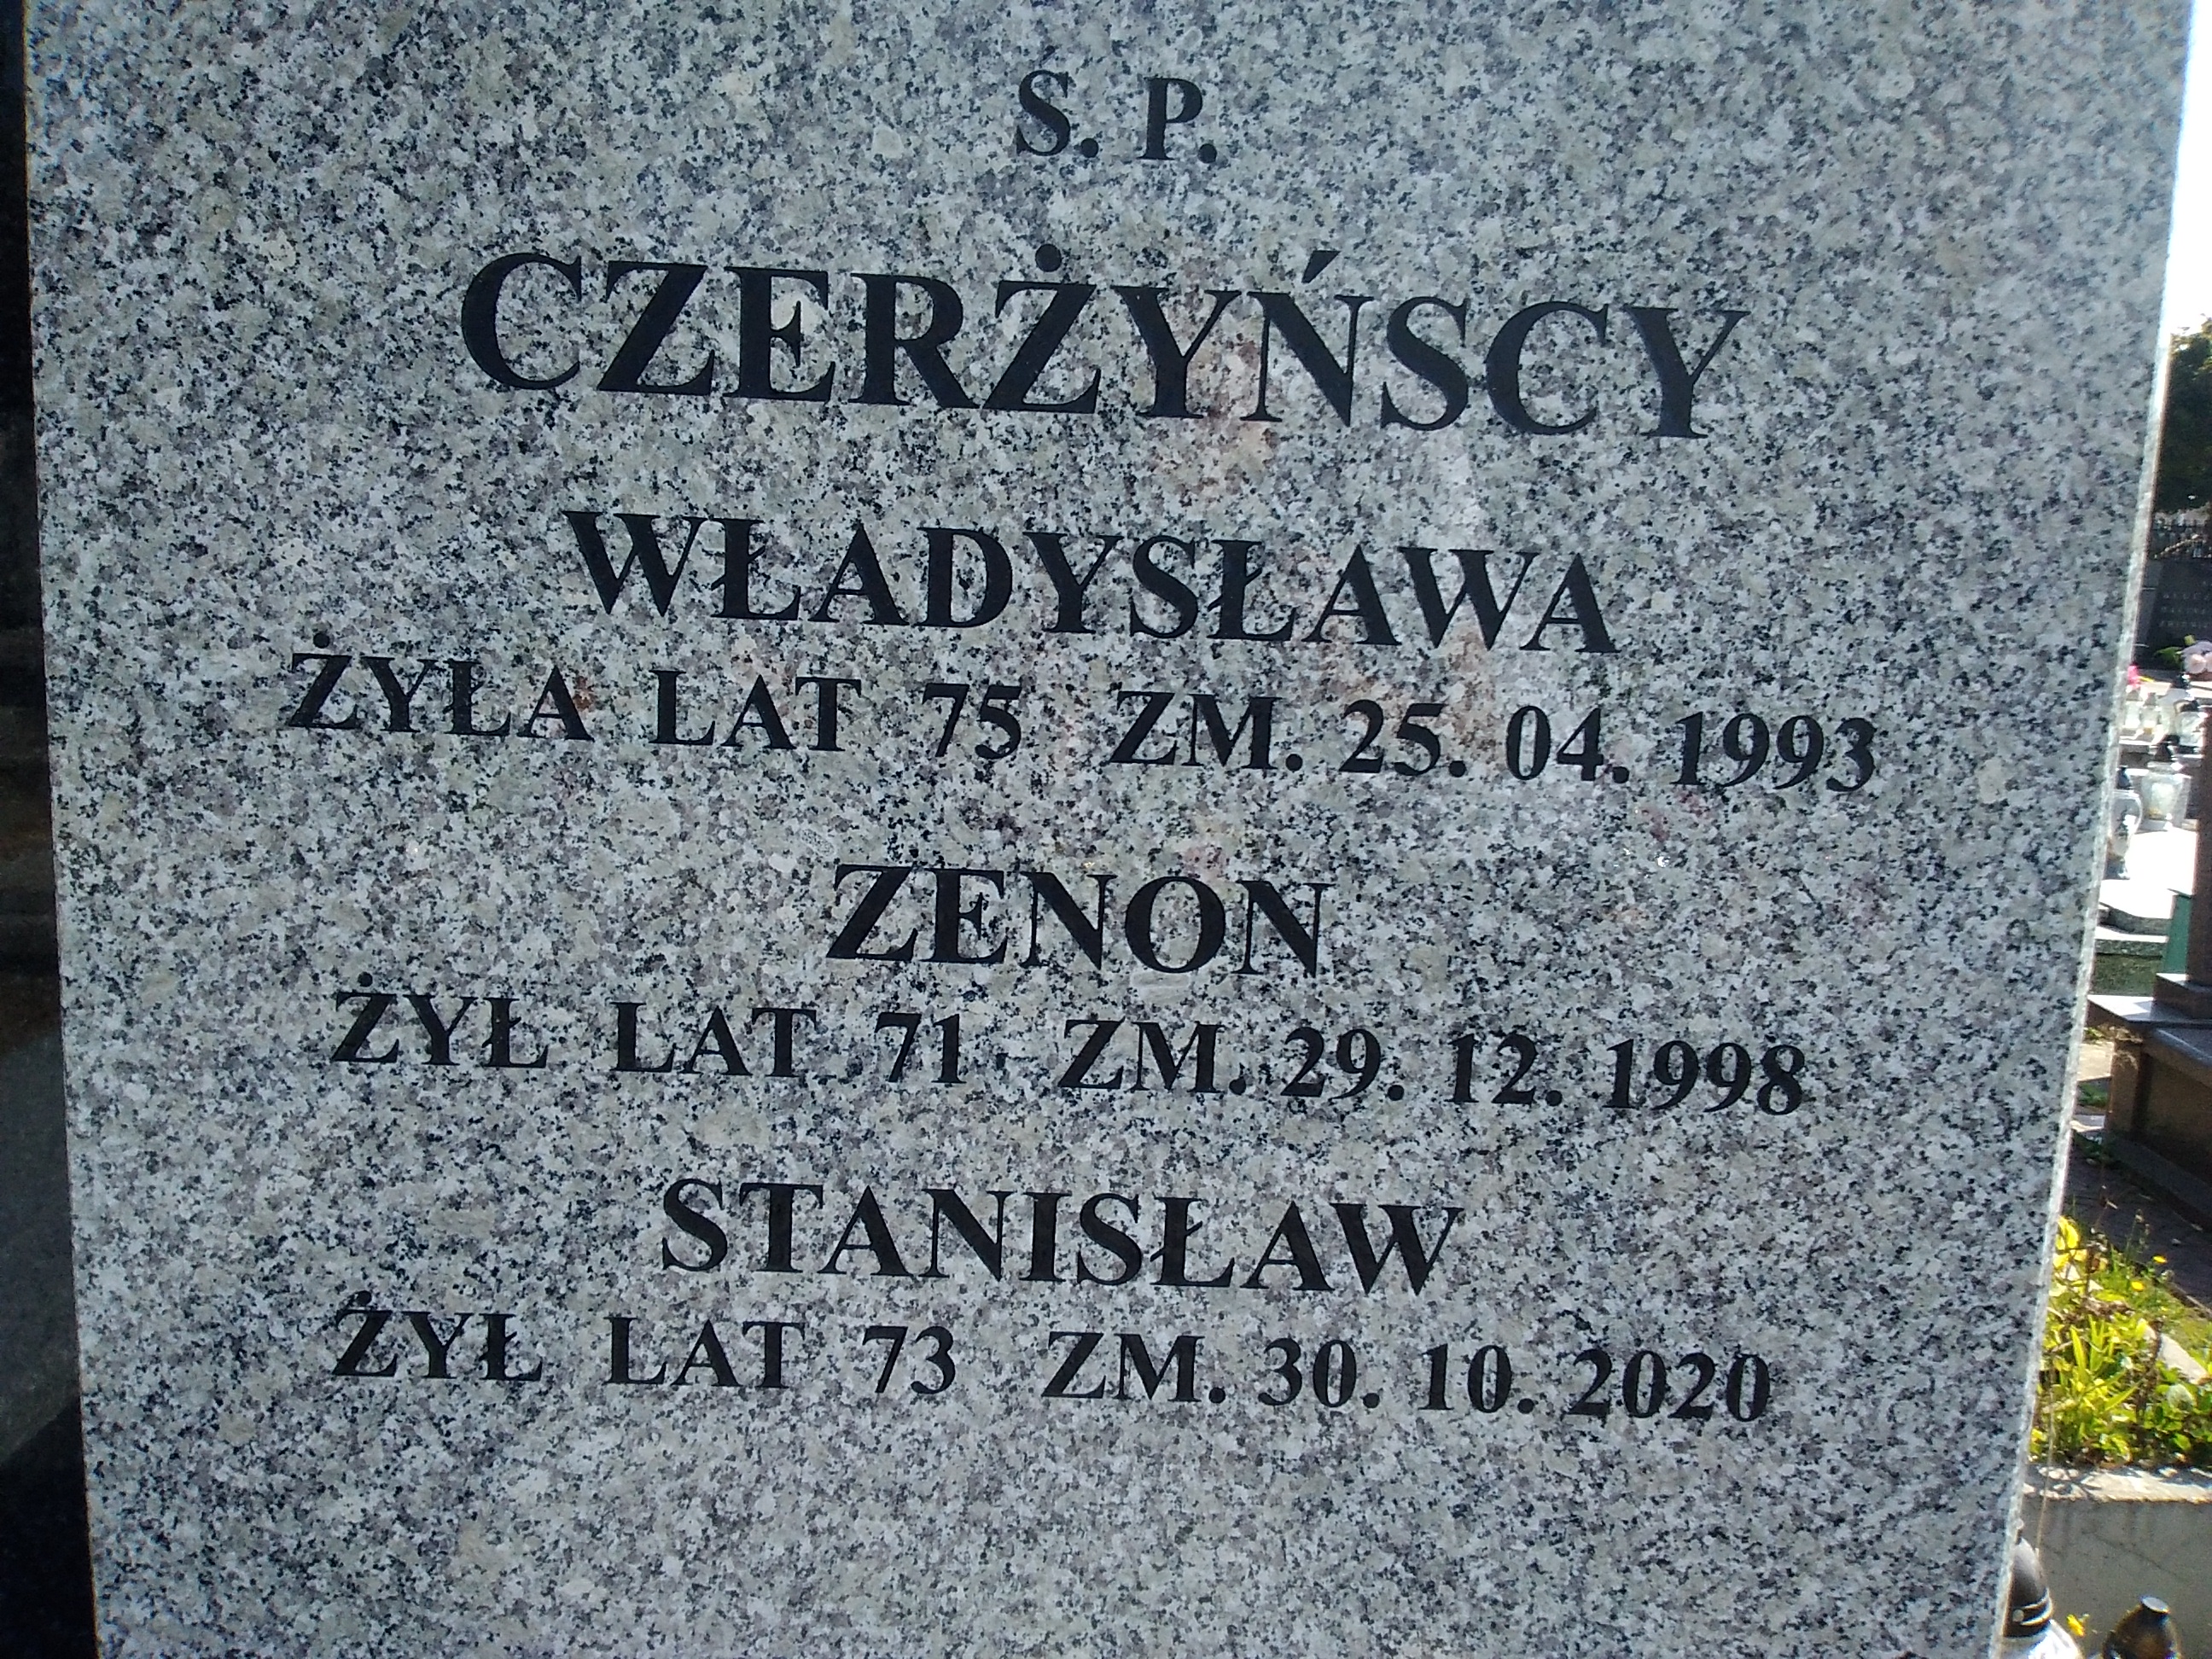 Ś. P.
CZERŻYŃSCY
WŁADYSŁAWA
ŻYŁA LAT 75 ZM. 25. 04. 1993
ZENON
ŻYŁ LAT 71 ZM. 29. 12. 1998
STANISŁAW
ŻYŁ LAT 73 ZM. 30. 10. 2020